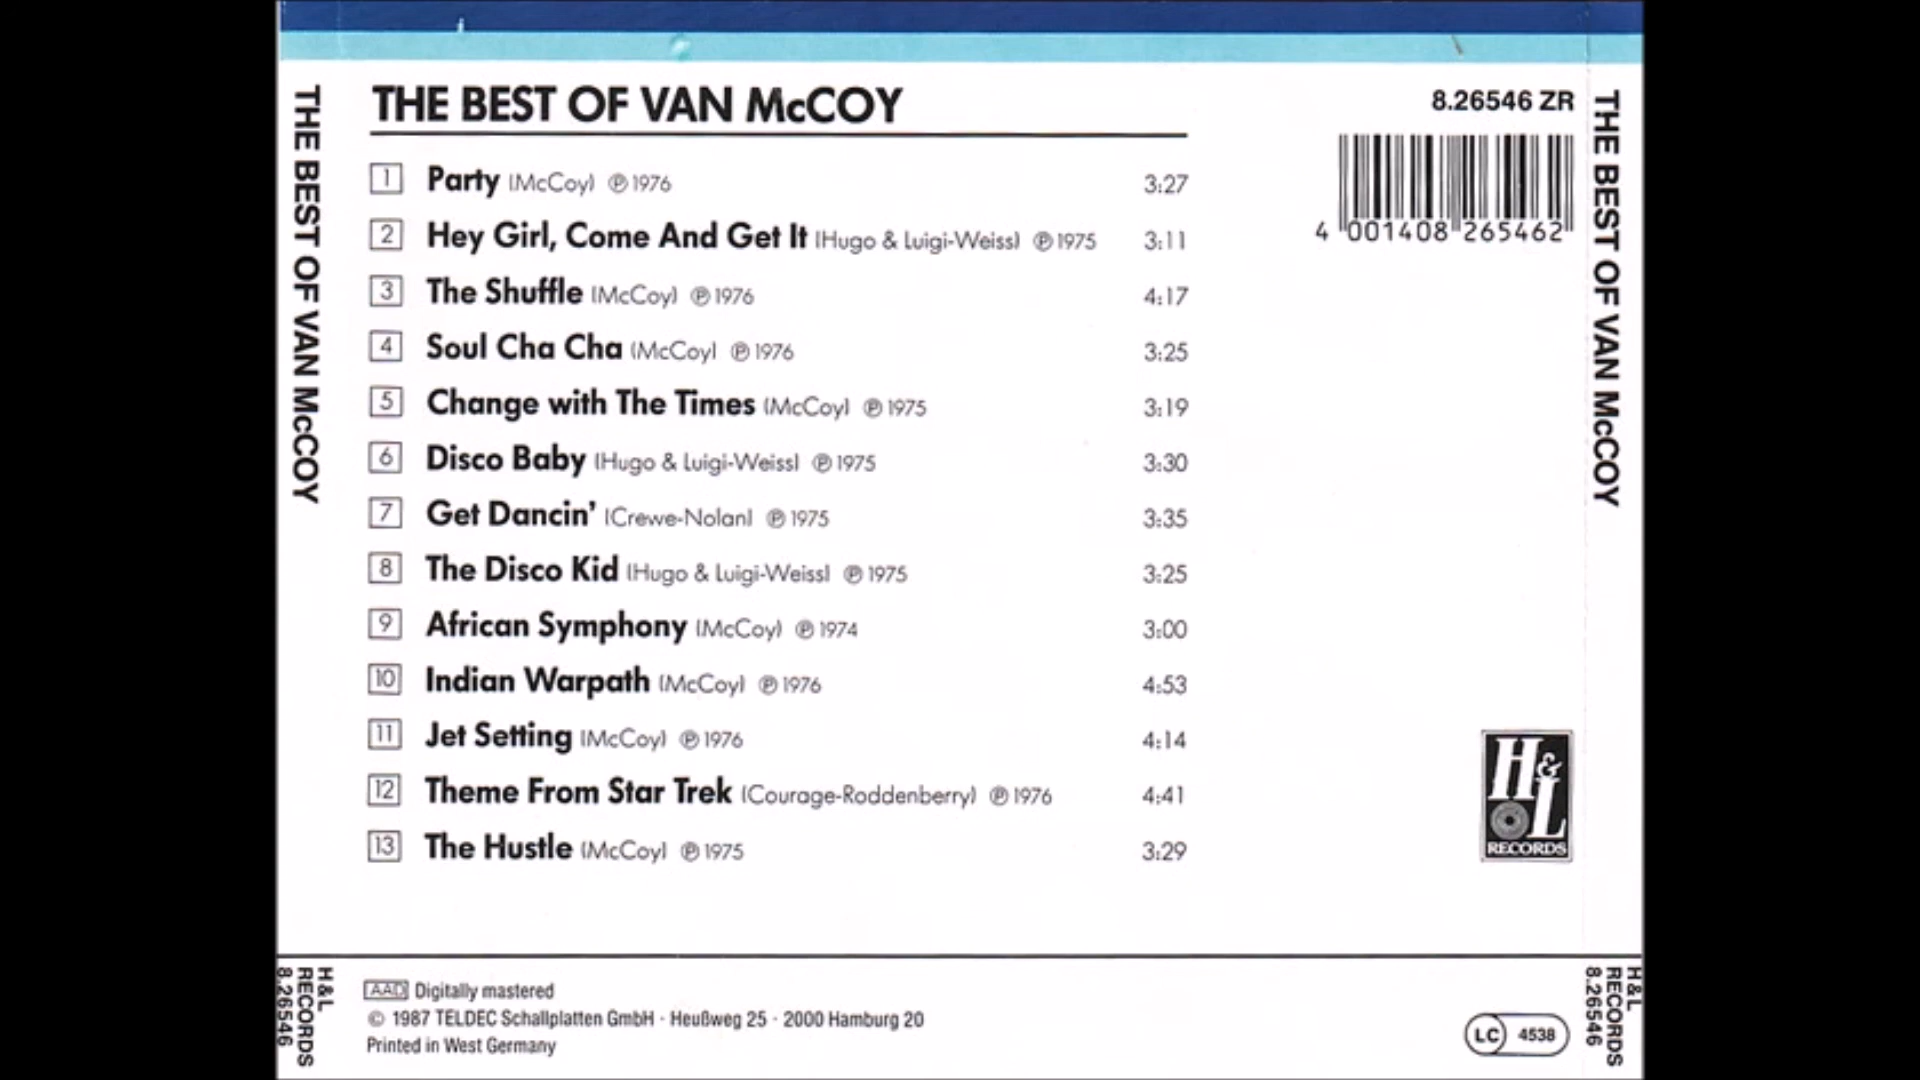 THE BEST OF VAN McCOY
THE BEST OF VAN McCOY
8.26546 ZR
4 001408 265462
1 Party (McCoy) ℗ 1976 3:27
2 Hey Girl, Come And Get It (Hugo & Luigi-Weiss) ℗ 1975 3:11
3 The Shuffle (McCoy) ℗ 1976 4:17
4 Soul Cha Cha (McCoy) ℗ 1976 3:25
5 Change with The Times (McCoy) ℗ 1975 3:19
6 Disco Baby (Hugo & Luigi-Weiss) ℗ 1975 3:30
7 Get Dancin' (Crewe-Nolan) ℗ 1975 3:35
8 The Disco Kid (Hugo & Luigi-Weiss) ℗ 1975 3:25
9 African Symphony (McCoy) ℗ 1974 3:00
10 Indian Warpath (McCoy) ℗ 1976 4:53
11 Jet Setting (McCoy) ℗ 1976 4:14
12 Theme From Star Trek (Courage-Roddenberry) ℗ 1976 4:41
13 The Hustle (McCoy) ℗ 1975 3:29
H&L
RECORDS
THE BEST OF VAN McCOY
H&L
RECORDS
8.26546
AAD Digitally mastered
© 1987 TELDEC Schallplatten GmbH · Heußweg 25 · 2000 Hamburg 20
Printed in West Germany
LC 4538
H&L
RECORDS
8.26546